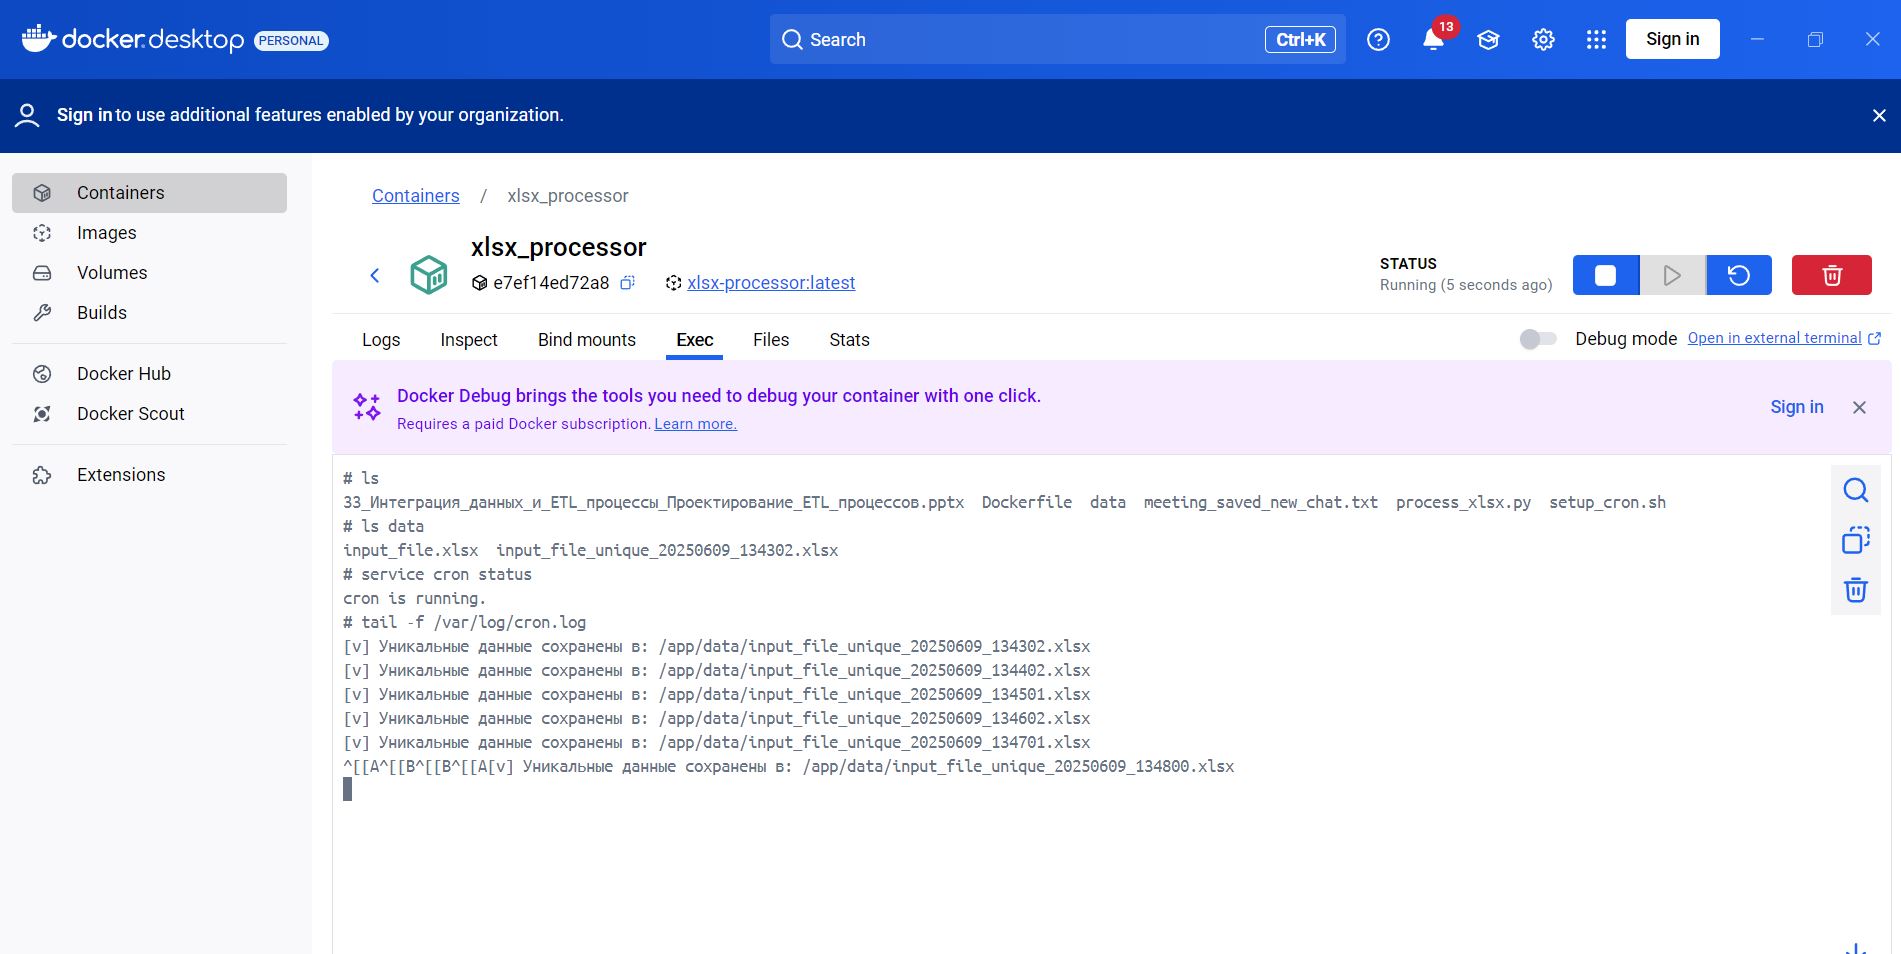 docker.desktop PERSONAL
Search
Ctrl+K
13
Sign in
Sign in to use additional features enabled by your organization.
Containers
Images
Volumes
Builds
Docker Hub
Docker Scout
Extensions
Containers / xlsx_processor
xlsx_processor
e7ef14ed72a8
xlsx-processor:latest
STATUS
Running (5 seconds ago)
Logs Inspect Bind mounts Exec Files Stats
Debug mode
Open in external terminal
Docker Debug brings the tools you need to debug your container with one click.
Requires a paid Docker subscription. Learn more.
Sign in
# ls
33_Интеграция_данных_и_ETL_процессы_Проектирование_ETL_процессов.pptx Dockerfile data meeting_saved_new_chat.txt process_xlsx.py setup_cron.sh
# ls data
input_file.xlsx input_file_unique_20250609_134302.xlsx
# service cron status
cron is running.
# tail -f /var/log/cron.log
[v] Уникальные данные сохранены в: /app/data/input_file_unique_20250609_134302.xlsx
[v] Уникальные данные сохранены в: /app/data/input_file_unique_20250609_134402.xlsx
[v] Уникальные данные сохранены в: /app/data/input_file_unique_20250609_134501.xlsx
[v] Уникальные данные сохранены в: /app/data/input_file_unique_20250609_134602.xlsx
[v] Уникальные данные сохранены в: /app/data/input_file_unique_20250609_134701.xlsx
^[[A^[[B^[[B^[[A[v] Уникальные данные сохранены в: /app/data/input_file_unique_20250609_134800.xlsx